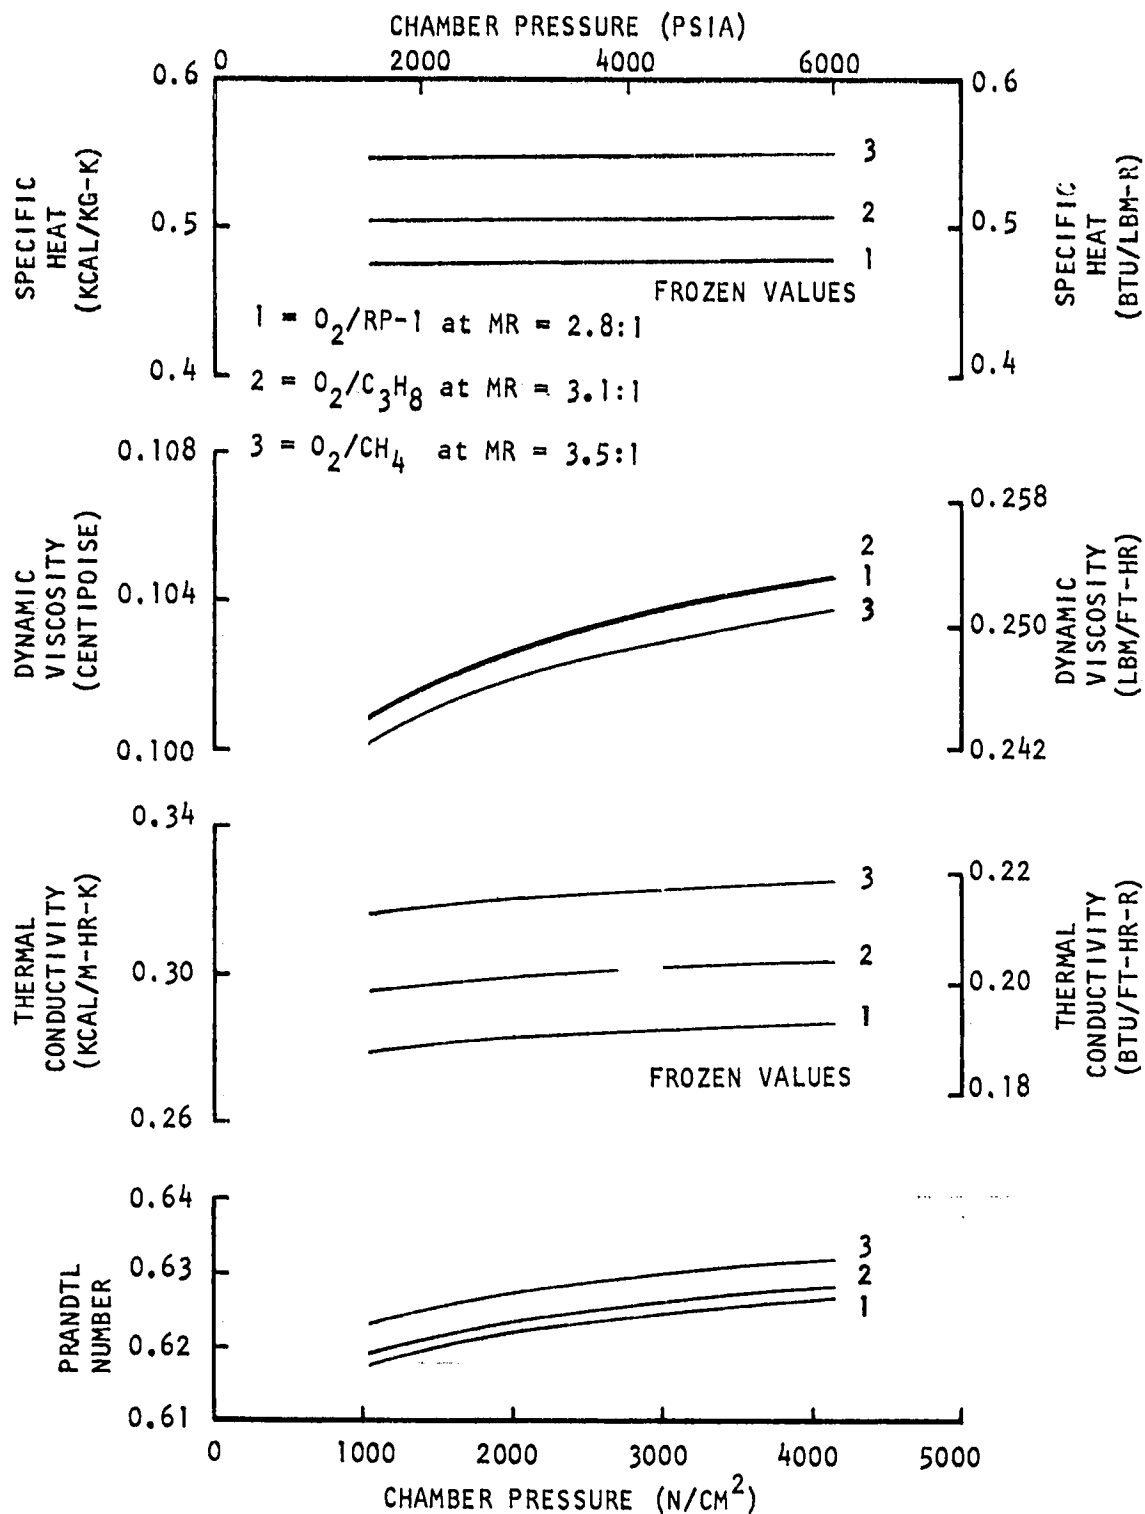 CHAMBER PRESSURE (PSIA)
0 2000 4000 6000
0.6 0.6
SPECIFIC HEAT (KCAL/KG-K)
0.5 0.5
SPECIFIC HEAT (BTU/LBM-R)
3
2
1
FROZEN VALUES
0.4 0.4
1 = O2/RP-1 at MR = 2.8:1
2 = O2/C3H8 at MR = 3.1:1
3 = O2/CH4 at MR = 3.5:1
0.108
0.258
DYNAMIC VISCOSITY (CENTIPOISE)
0.104
0.250
DYNAMIC VISCOSITY (LBM/FT-HR)
2
1
3
0.100
0.242
0.34
0.22
THERMAL CONDUCTIVITY (KCAL/M-HR-K)
0.30
0.20
THERMAL CONDUCTIVITY (BTU/FT-HR-R)
3
2
1
FROZEN VALUES
0.18
0.26
0.64
PRANDTL NUMBER
0.63
0.62
0.61
3
2
1
0 1000 2000 3000 4000 5000
CHAMBER PRESSURE (N/CM2)